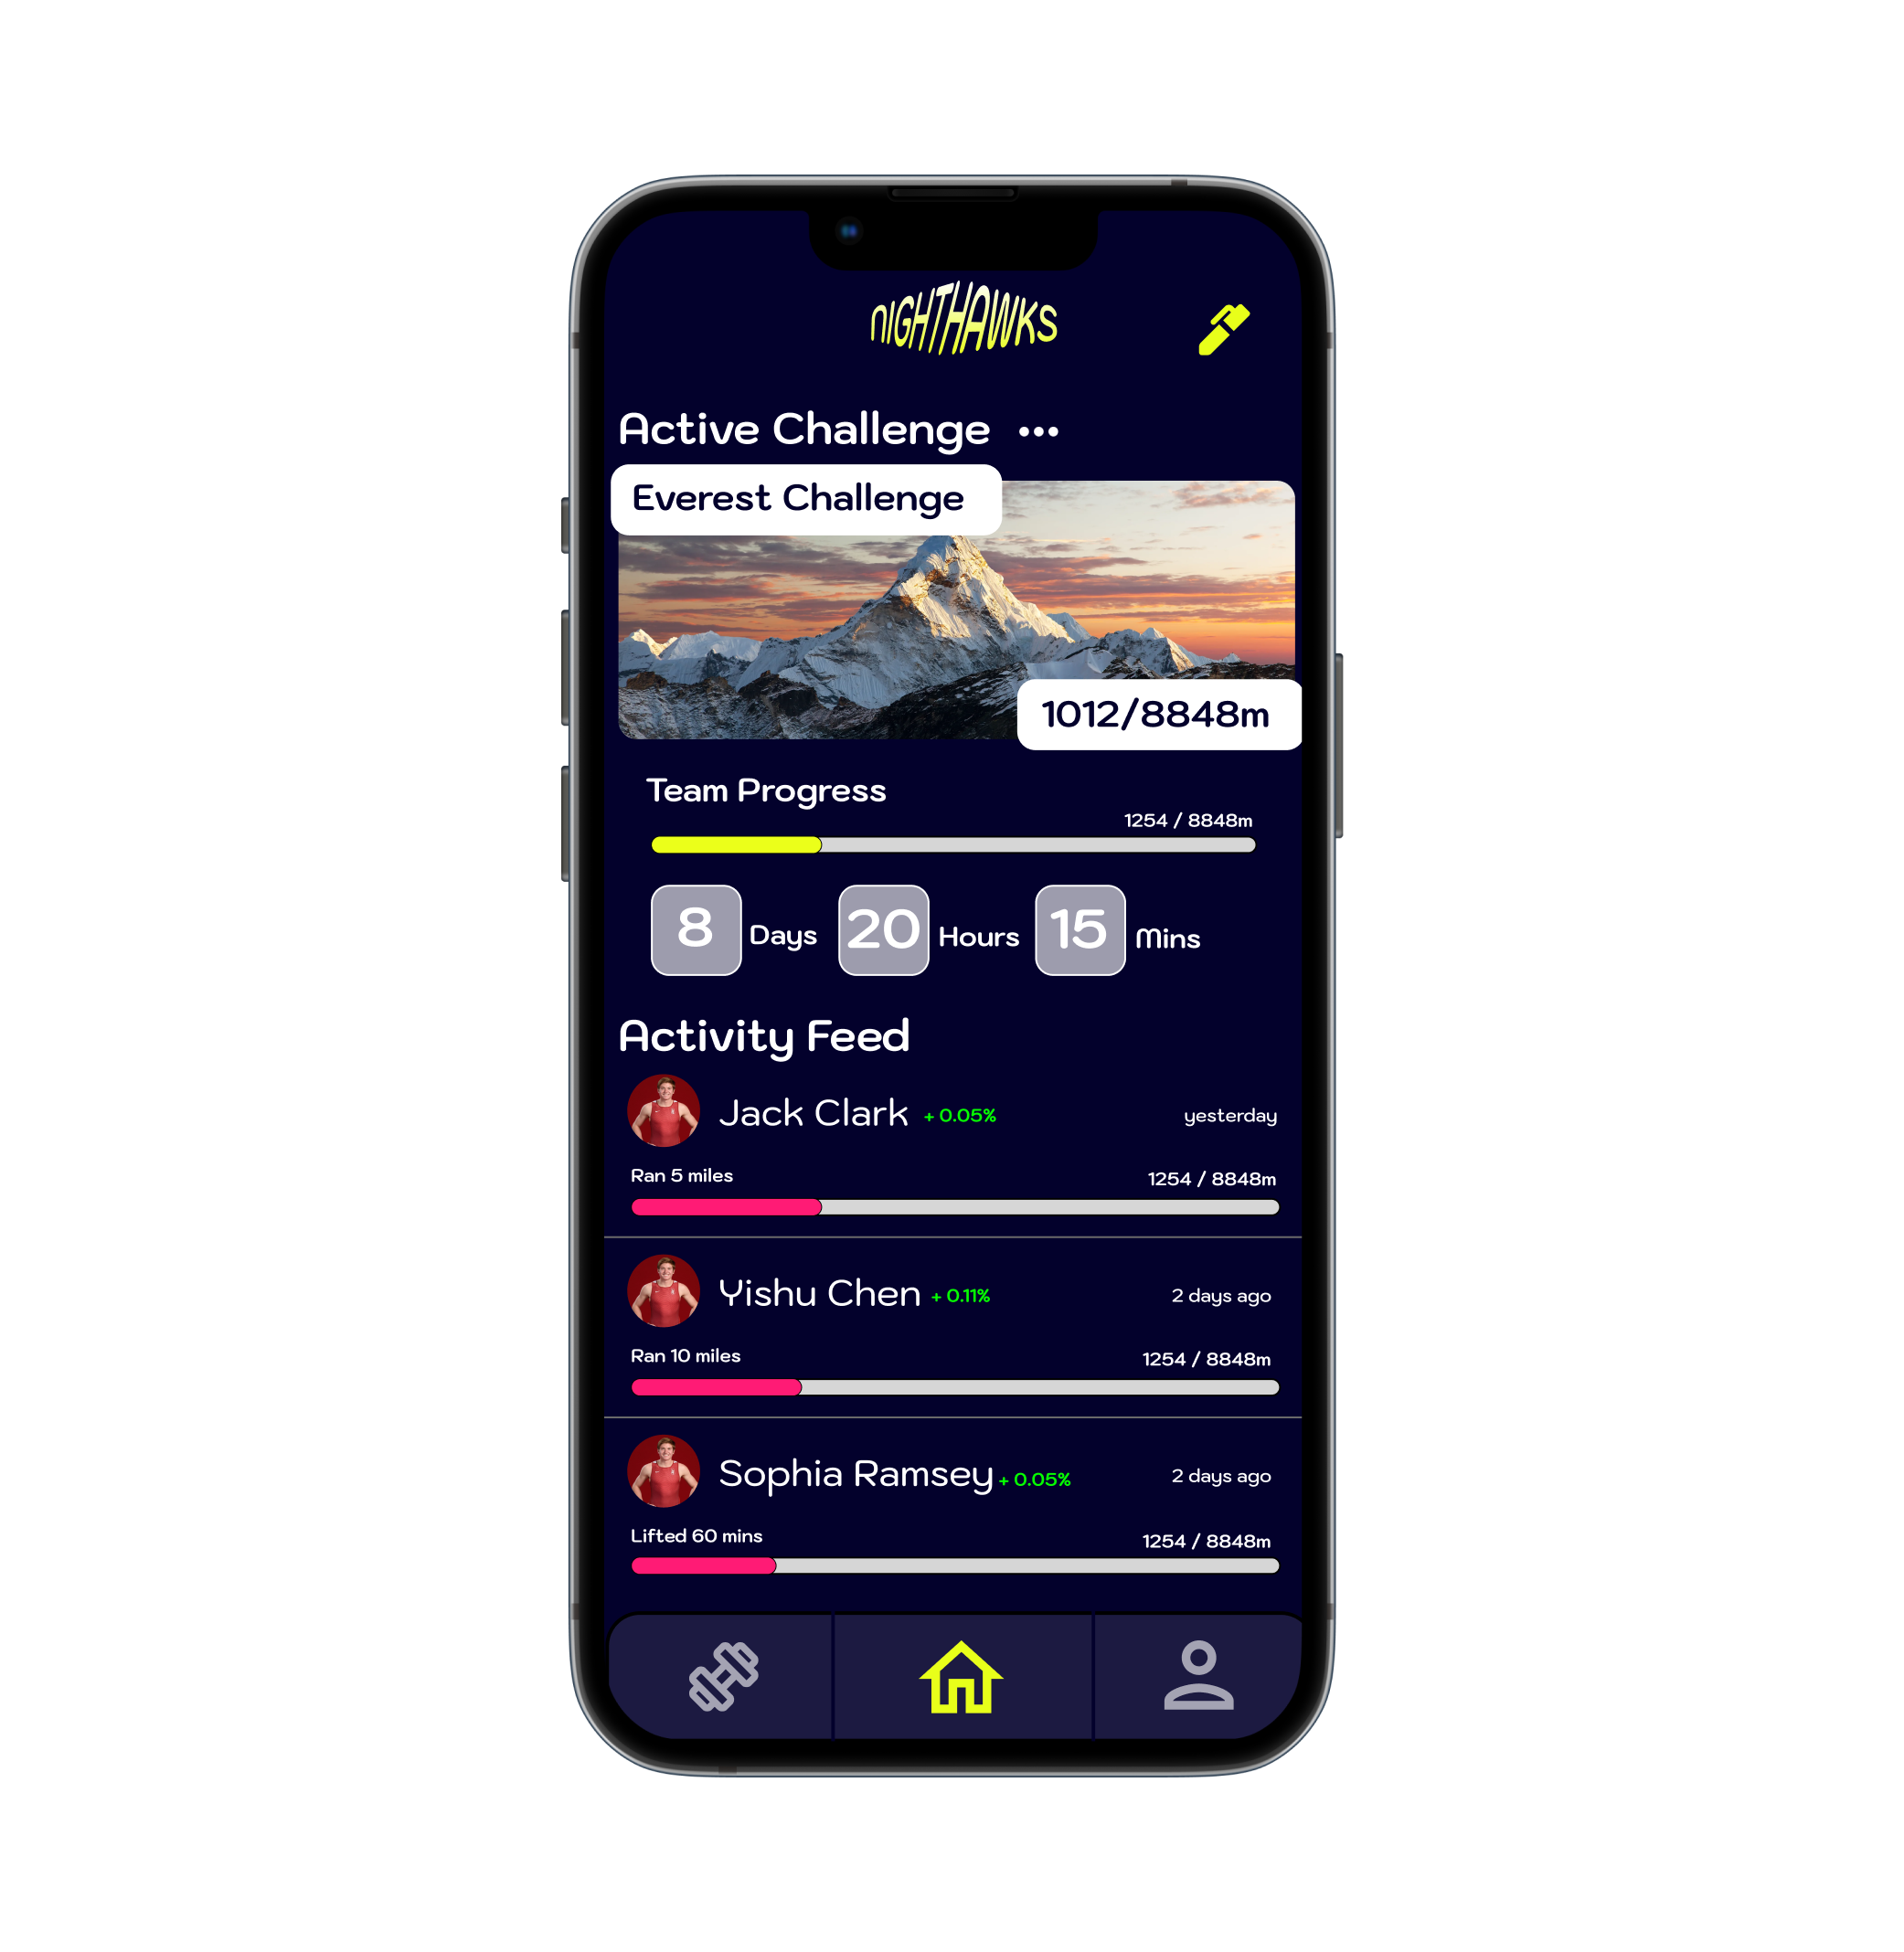 NIGHTHAWKS
Active Challenge •••
Everest Challenge
1012/8848m
Team Progress
1254 / 8848m
8 Days 20 Hours 15 Mins
Activity Feed
Jack Clark + 0.05% yesterday
Ran 5 miles 1254 / 8848m
Yishu Chen + 0.11% 2 days ago
Ran 10 miles 1254 / 8848m
Sophia Ramsey + 0.05% 2 days ago
Lifted 60 mins 1254 / 8848m